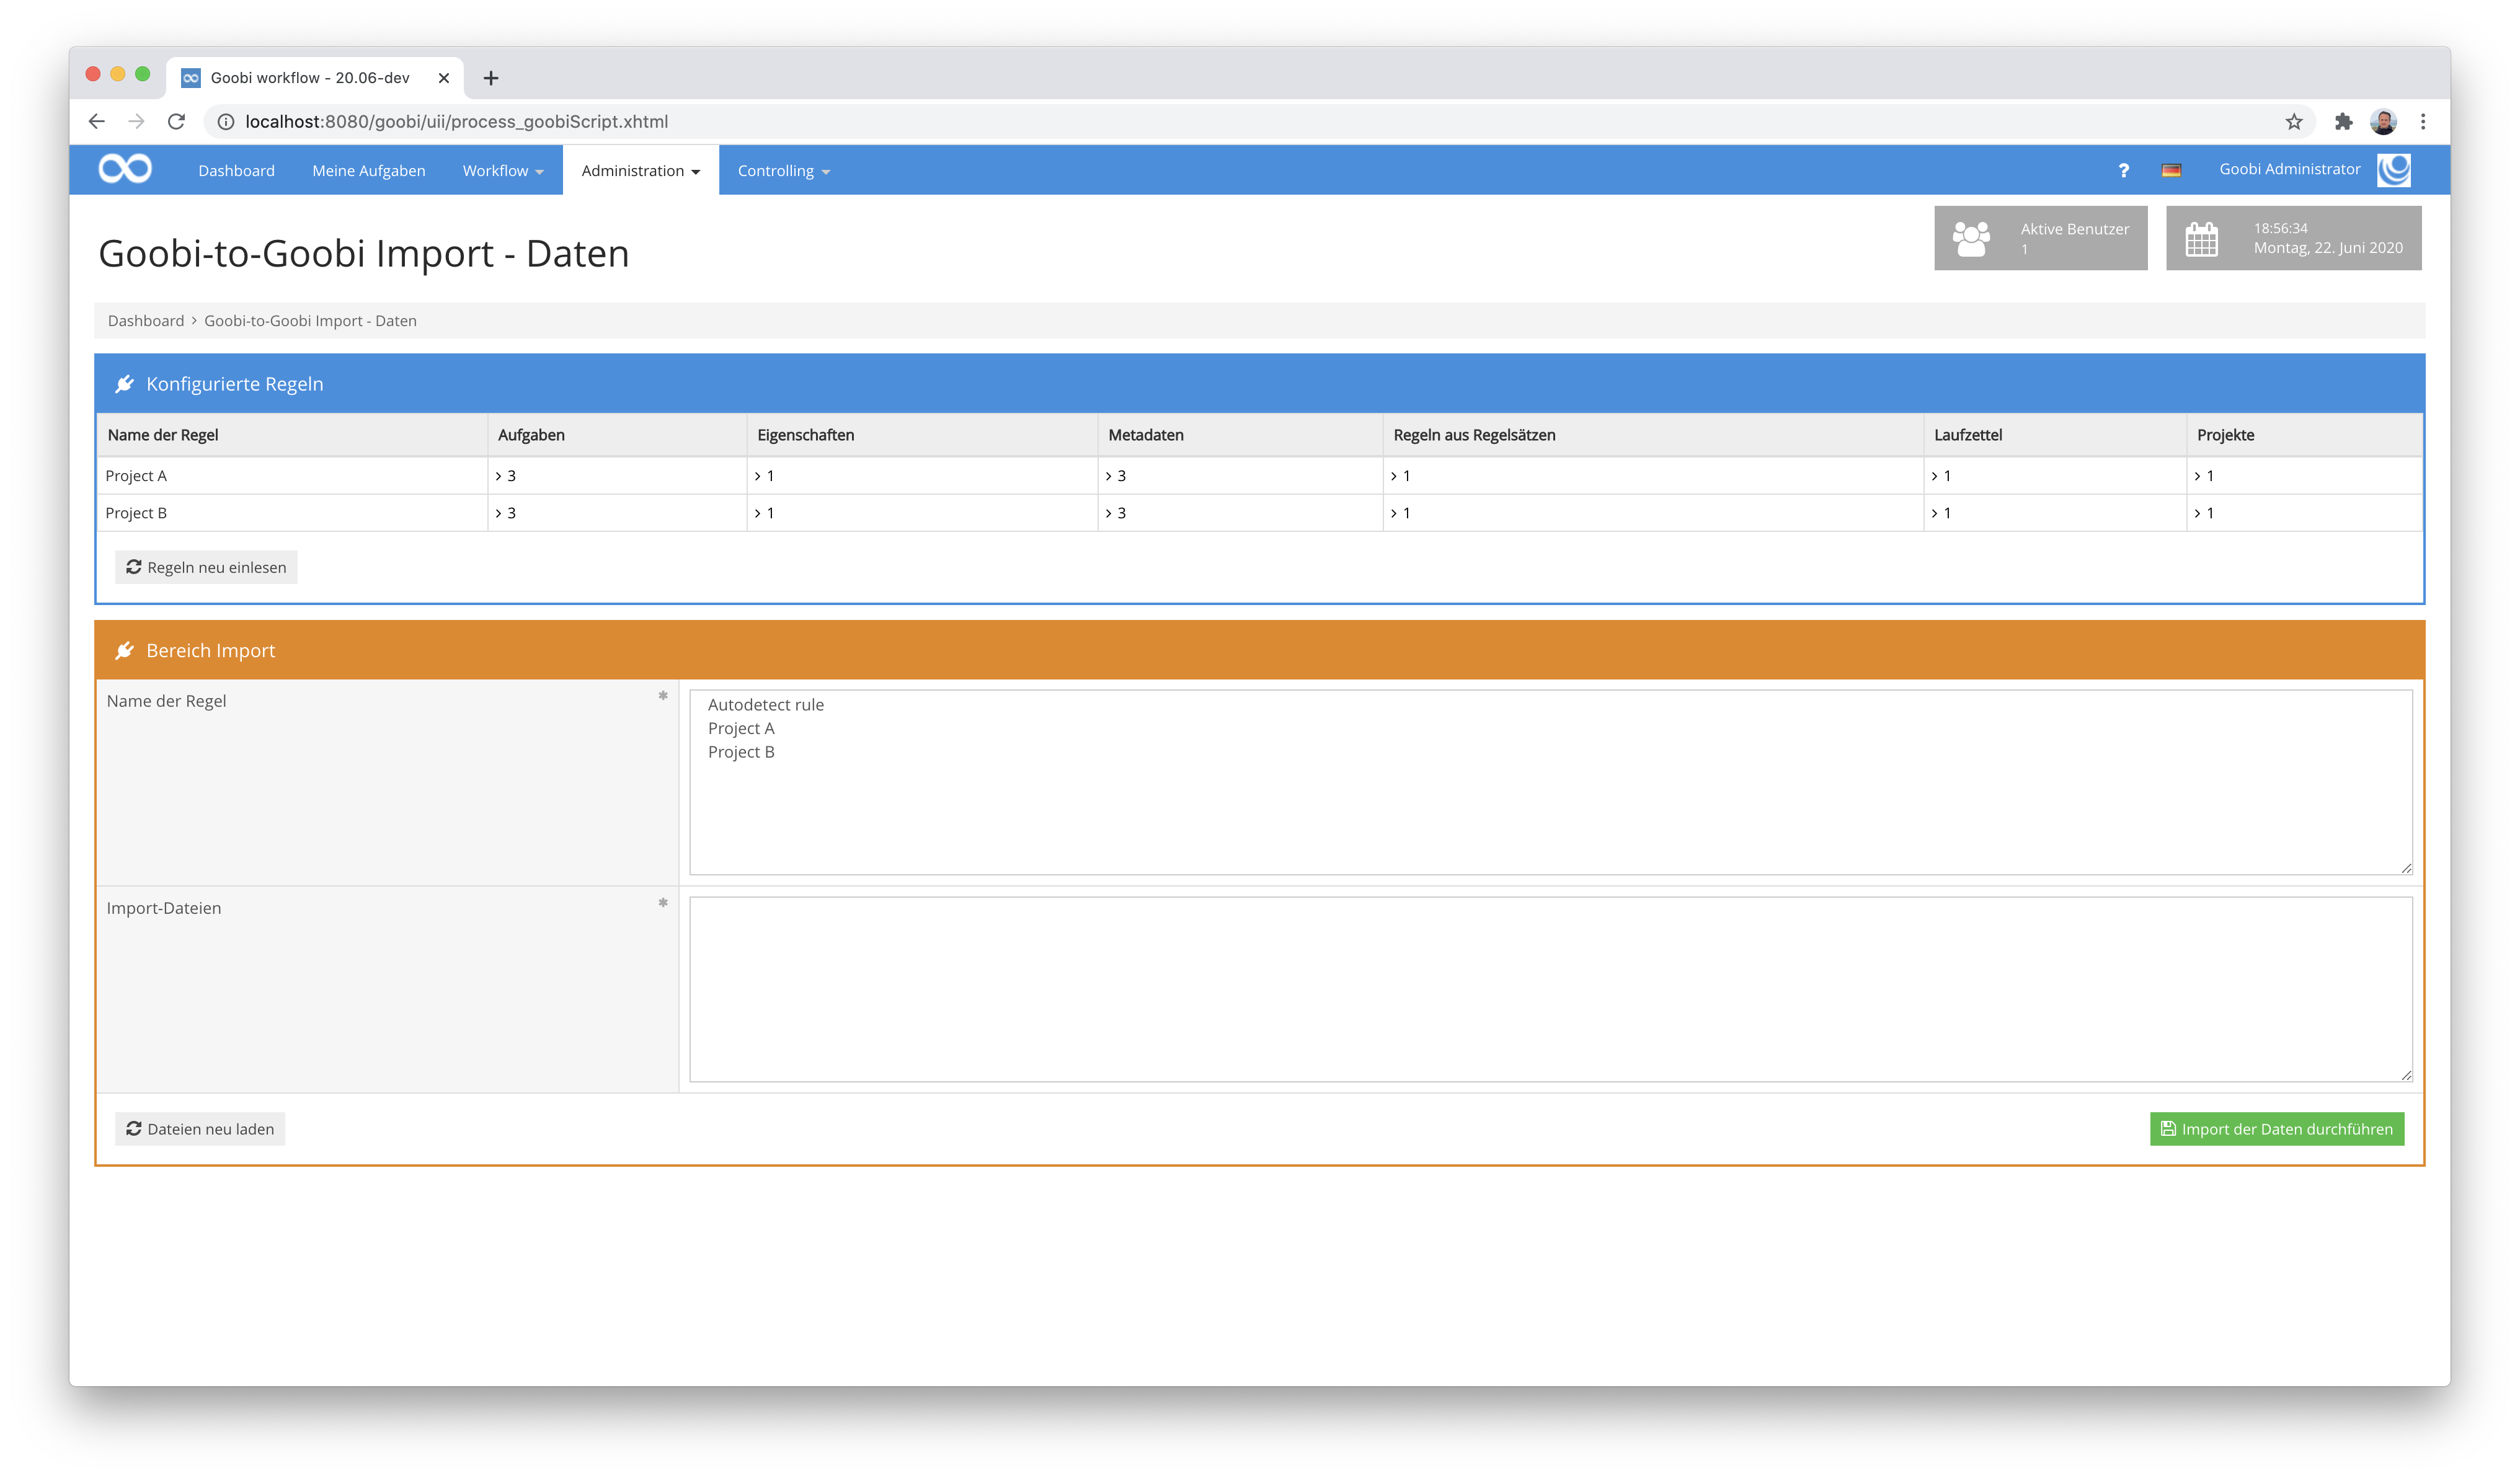 Goobi workflow - 20.06-dev
localhost:8080/goobi/uii/process_goobiScript.xhtml
Dashboard Meine Aufgaben Workflow Administration Controlling ? Goobi Administrator
Goobi-to-Goobi Import - Daten
Aktive Benutzer
1
18:56:34
Montag, 22. Juni 2020
Dashboard > Goobi-to-Goobi Import - Daten
Konfigurierte Regeln
Name der Regel Aufgaben Eigenschaften Metadaten Regeln aus Regelsätzen Laufzettel Projekte
Project A > 3 > 1 > 3 > 1 > 1 > 1
Project B > 3 > 1 > 3 > 1 > 1 > 1
Regeln neu einlesen
Bereich Import
Name der Regel *
Autodetect rule
Project A
Project B
Import-Dateien *
Dateien neu laden
Import der Daten durchführen